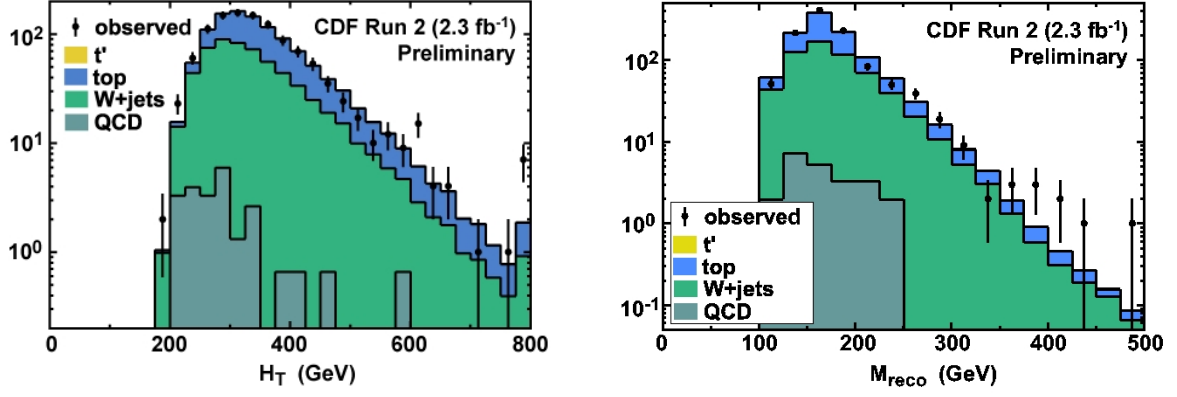 observed
t'
top
W+jets
QCD
CDF Run 2 (2.3 fb⁻¹)
Preliminary
10²
10¹
10⁰
0
200
400
600
800
H_T (GeV)
CDF Run 2 (2.3 fb⁻¹)
Preliminary
10²
10¹
10⁰
10⁻¹
observed
t'
top
W+jets
QCD
0
100
200
300
400
500
M_reco (GeV)